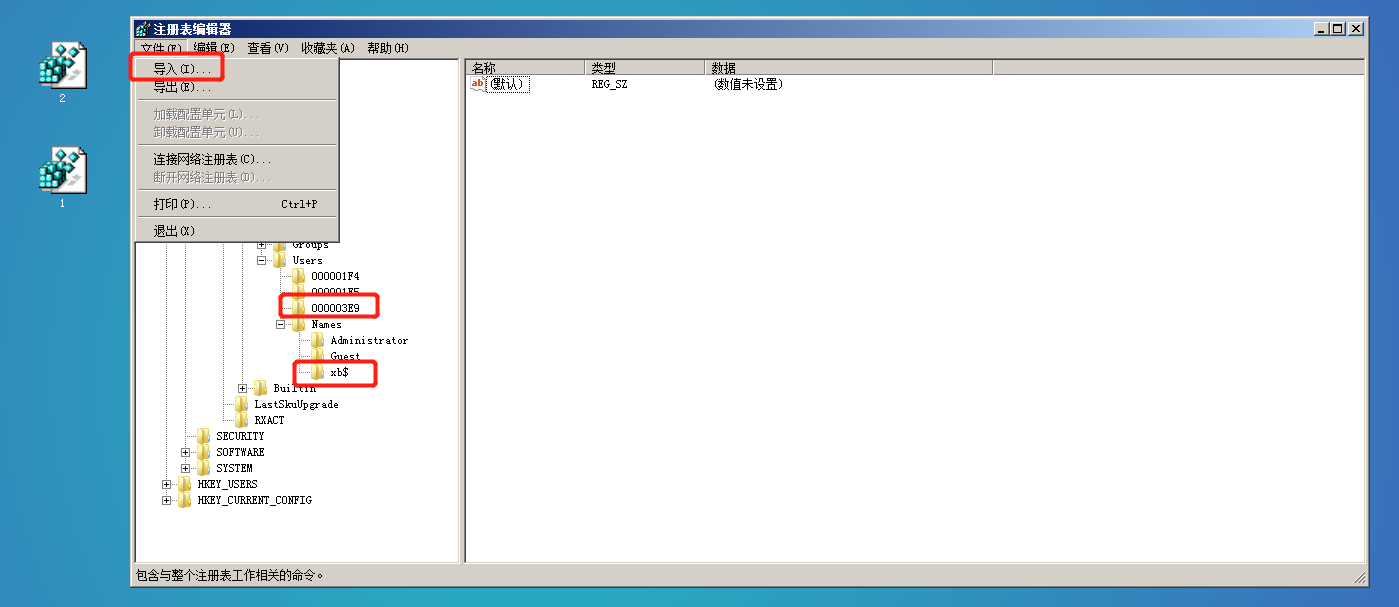 2
1
注册表编辑器
文件(F) 编辑(E) 查看(V) 收藏夹(A) 帮助(H)
导入(I)...
导出(E)...
加载配置单元(L)...
卸载配置单元(U)...
连接网络注册表(C)...
断开网络注册表(D)...
打印(P)... Ctrl+P
退出(X)
Groups
Users
000001F4
000001F5
000003E9
Names
Administrator
Guest
xb$
Builtin
LastSkuUpgrade
RXACT
SECURITY
SOFTWARE
SYSTEM
HKEY_USERS
HKEY_CURRENT_CONFIG
名称 类型 数据
ab (默认) REG_SZ (数值未设置)
包含与整个注册表工作相关的命令。